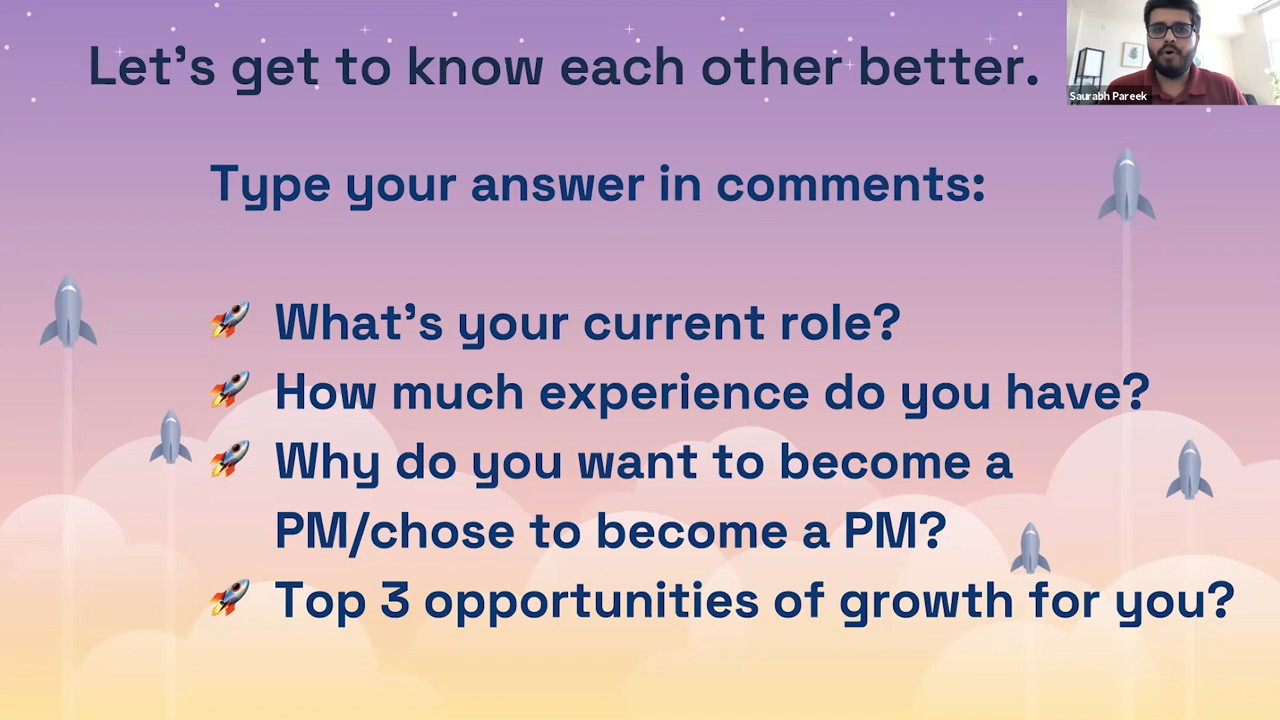 Let's get to know each other better.
Saurabh Pareek
Type your answer in comments:
What's your current role?
How much experience do you have?
Why do you want to become a
PM/chose to become a PM?
Top 3 opportunities of growth for you?